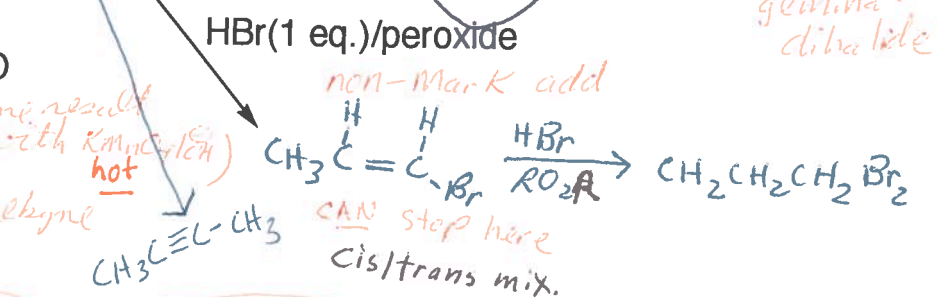 HBr(1 eq.)/peroxide
dihalide
non-Mark add
hot
H H HBr
CH3C=C Br RO2R CH2CH2CH2Br2
CH3C≡C-CH3
CAN stop here
Cis/trans mix.